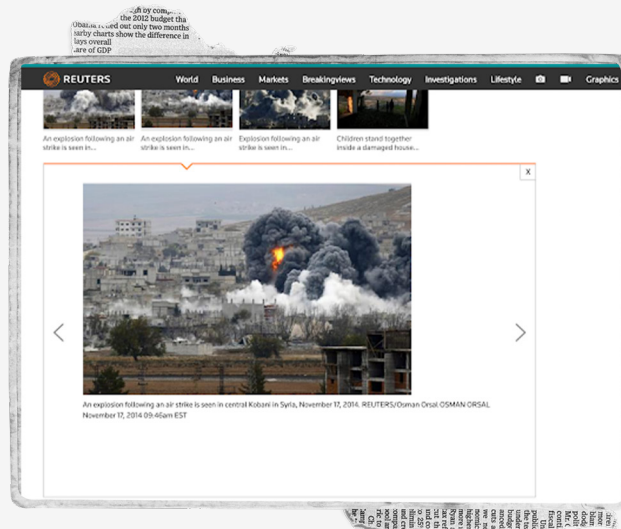 the 2012 budget tha
out only two months
earby charts show the difference in
lays overall
are of GDP
REUTERS
World Business Markets Breakingviews Technology Investigations Lifestyle Graphics
An explosion following an air
strike is seen in...
An explosion following an air
strike is seen in...
Explosion following an air
strike is seen in...
Children stand together
inside a damaged house...
X
An explosion following an air strike is seen in central Kobani in Syria, November 17, 2014. REUTERS/Osman Orsal OSMAN ORSAL
November 17, 2014 09:46am EST